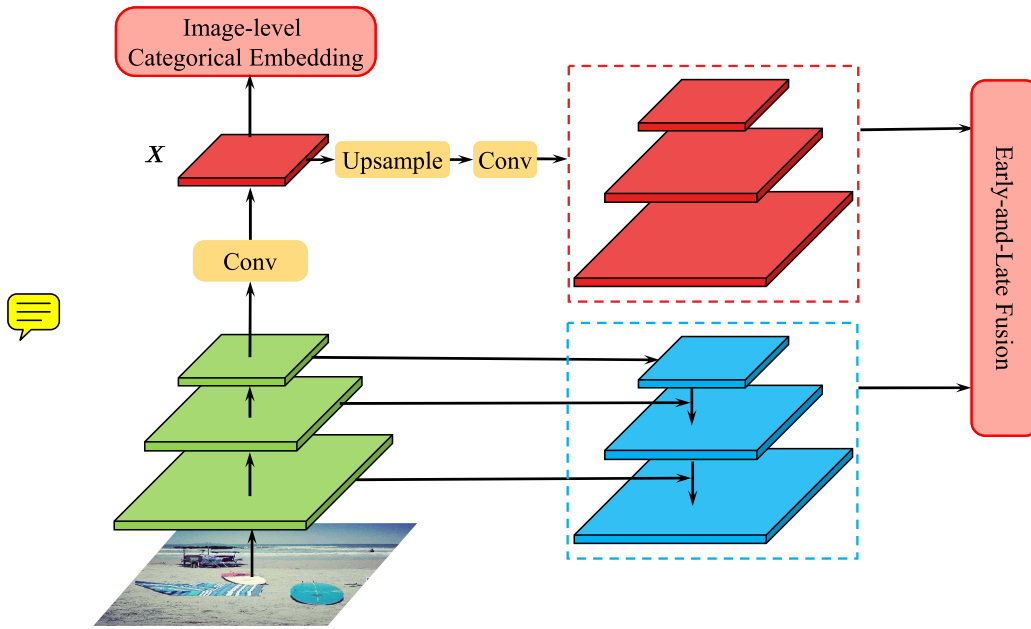 Image-level
Categorical Embedding
X
Upsample
Conv
Conv
Early-and-Late Fusion